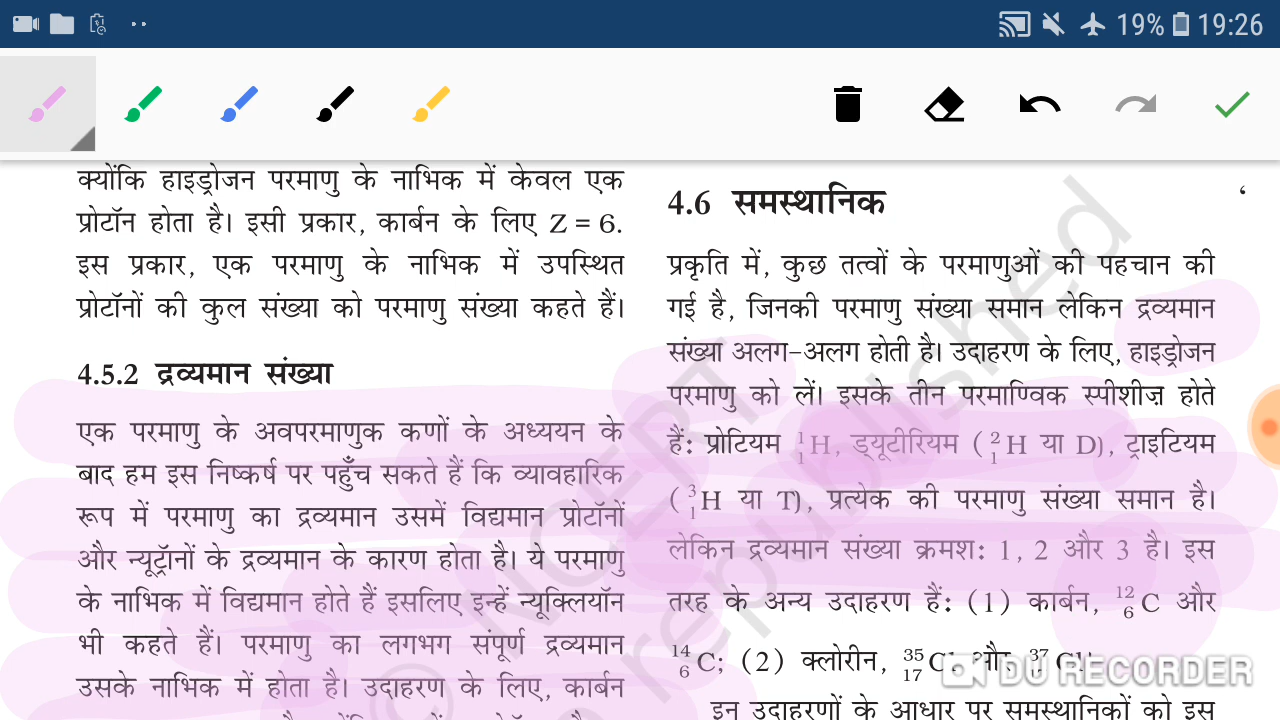 19% 19:26
क्योंकि हाइड्रोजन परमाणु के नाभिक में केवल एक
प्रोटॉन होता है। इसी प्रकार, कार्बन के लिए Z = 6.
इस प्रकार, एक परमाणु के नाभिक में उपस्थित
प्रोटॉनों की कुल संख्या को परमाणु संख्या कहते हैं।
4.5.2 द्रव्यमान संख्या
एक परमाणु के अवपरमाणुक कणों के अध्ययन के
बाद हम इस निष्कर्ष पर पहुँच सकते हैं कि व्यावहारिक
रूप में परमाणु का द्रव्यमान उसमें विद्यमान प्रोटॉनों
और न्यूट्रॉनों के द्रव्यमान के कारण होता है। ये परमाणु
के नाभिक में विद्यमान होते हैं इसलिए इन्हें न्यूक्लियॉन
भी कहते हैं। परमाणु का लगभग संपूर्ण द्रव्यमान
उसके नाभिक में होता है। उदाहरण के लिए, कार्बन
4.6 समस्थानिक
प्रकृति में, कुछ तत्वों के परमाणुओं की पहचान की
गई है, जिनकी परमाणु संख्या समान लेकिन द्रव्यमान
संख्या अलग-अलग होती है। उदाहरण के लिए, हाइड्रोजन
परमाणु को लें। इसके तीन परमाण्विक स्पीशीज़ होते
हैं: प्रोटियम ¹₁H, ड्यूटीरियम (²₁H या D), ट्राइटियम
(³₁H या T), प्रत्येक की परमाणु संख्या समान है।
लेकिन द्रव्यमान संख्या क्रमश: 1, 2 और 3 है। इस
तरह के अन्य उदाहरण हैं: (1) कार्बन, ¹²₆C और
¹⁴₆C; (2) क्लोरीन, ³⁵₁₇Cl और ³⁷
इन उदाहरणों के आधार पर समस्थानिकों को इस
© NCERT
republished
DU RECORDER